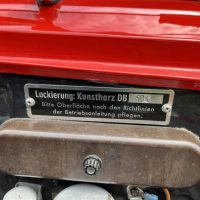 Lackierung: Kunstharz DB
Bitte Oberfläche nach den Richtlinien
der Betriebsanleitung pflegen.